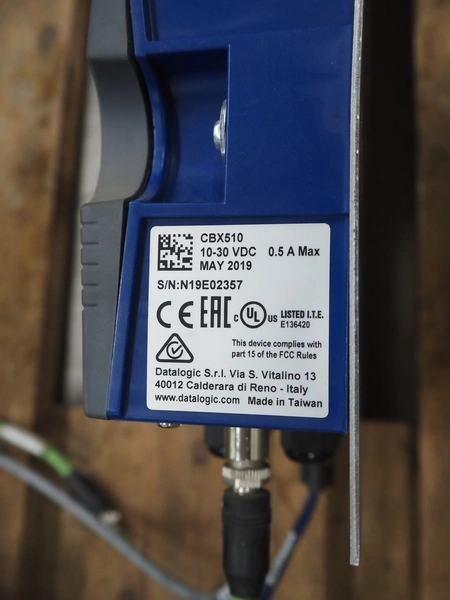 CBX510
10-30 VDC 0.5 A Max
MAY 2019
S/N:N19E02357
CE EAC c UL us LISTED I.T.E.
E136420
This device complies with
part 15 of the FCC Rules
Datalogic S.r.l. Via S. Vitalino 13
40012 Calderara di Reno - Italy
www.datalogic.com Made in Taiwan